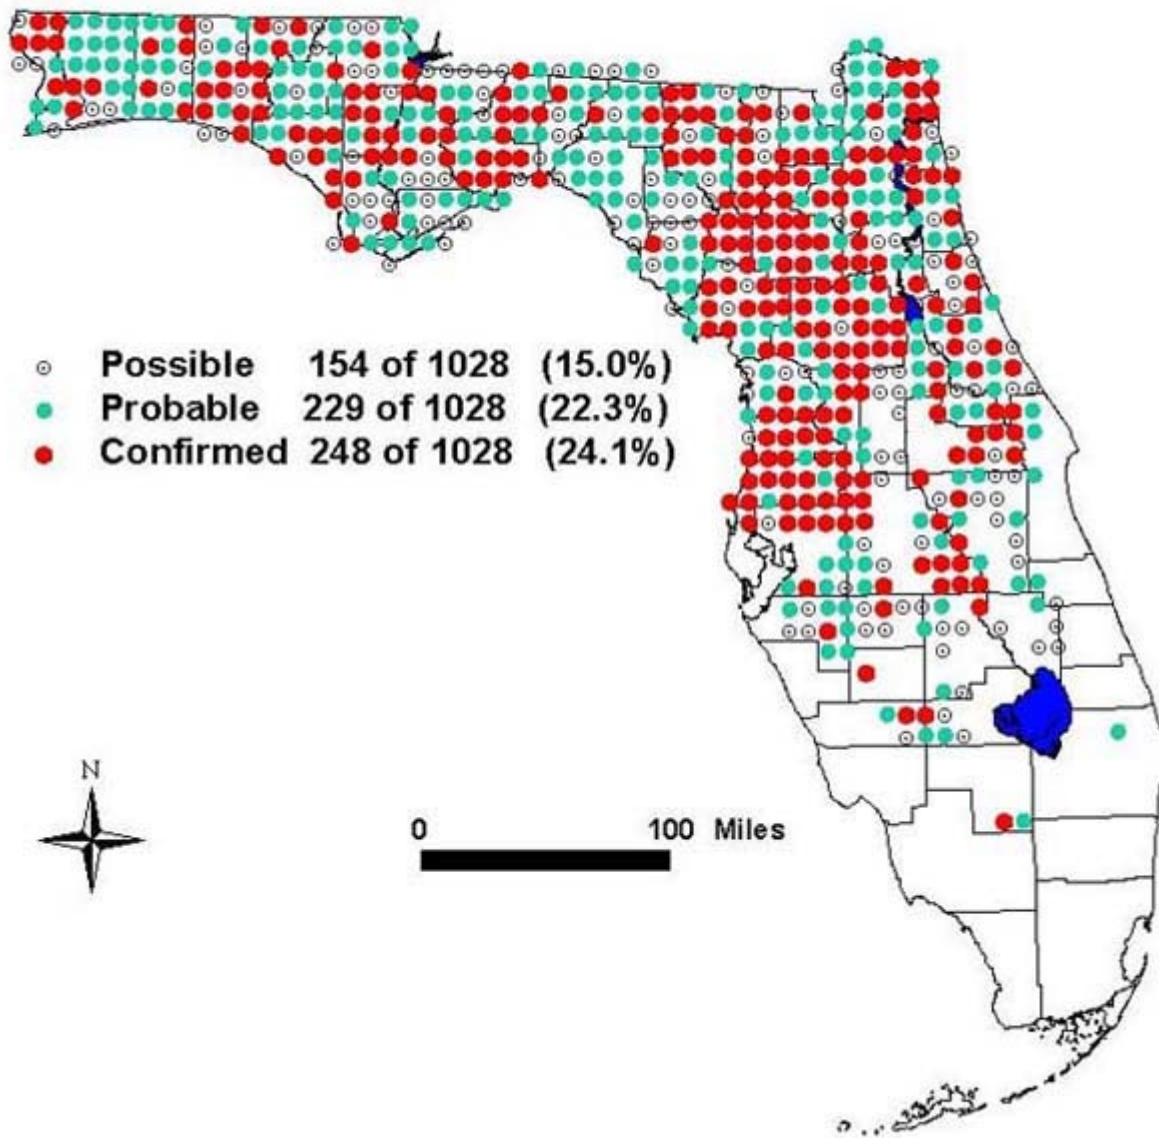 Possible 154 of 1028 (15.0%)
Probable 229 of 1028 (22.3%)
Confirmed 248 of 1028 (24.1%)
N
0 100 Miles